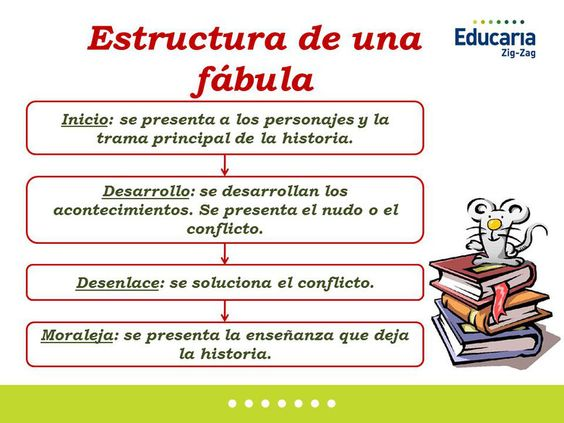 Estructura de una
fábula
Educaria
Zig-Zag
Inicio: se presenta a los personajes y la
trama principal de la historia.
Desarrollo: se desarrollan los
acontecimientos. Se presenta el nudo o el
conflicto.
Desenlace: se soluciona el conflicto.
Moraleja: se presenta la enseñanza que deja
la historia.